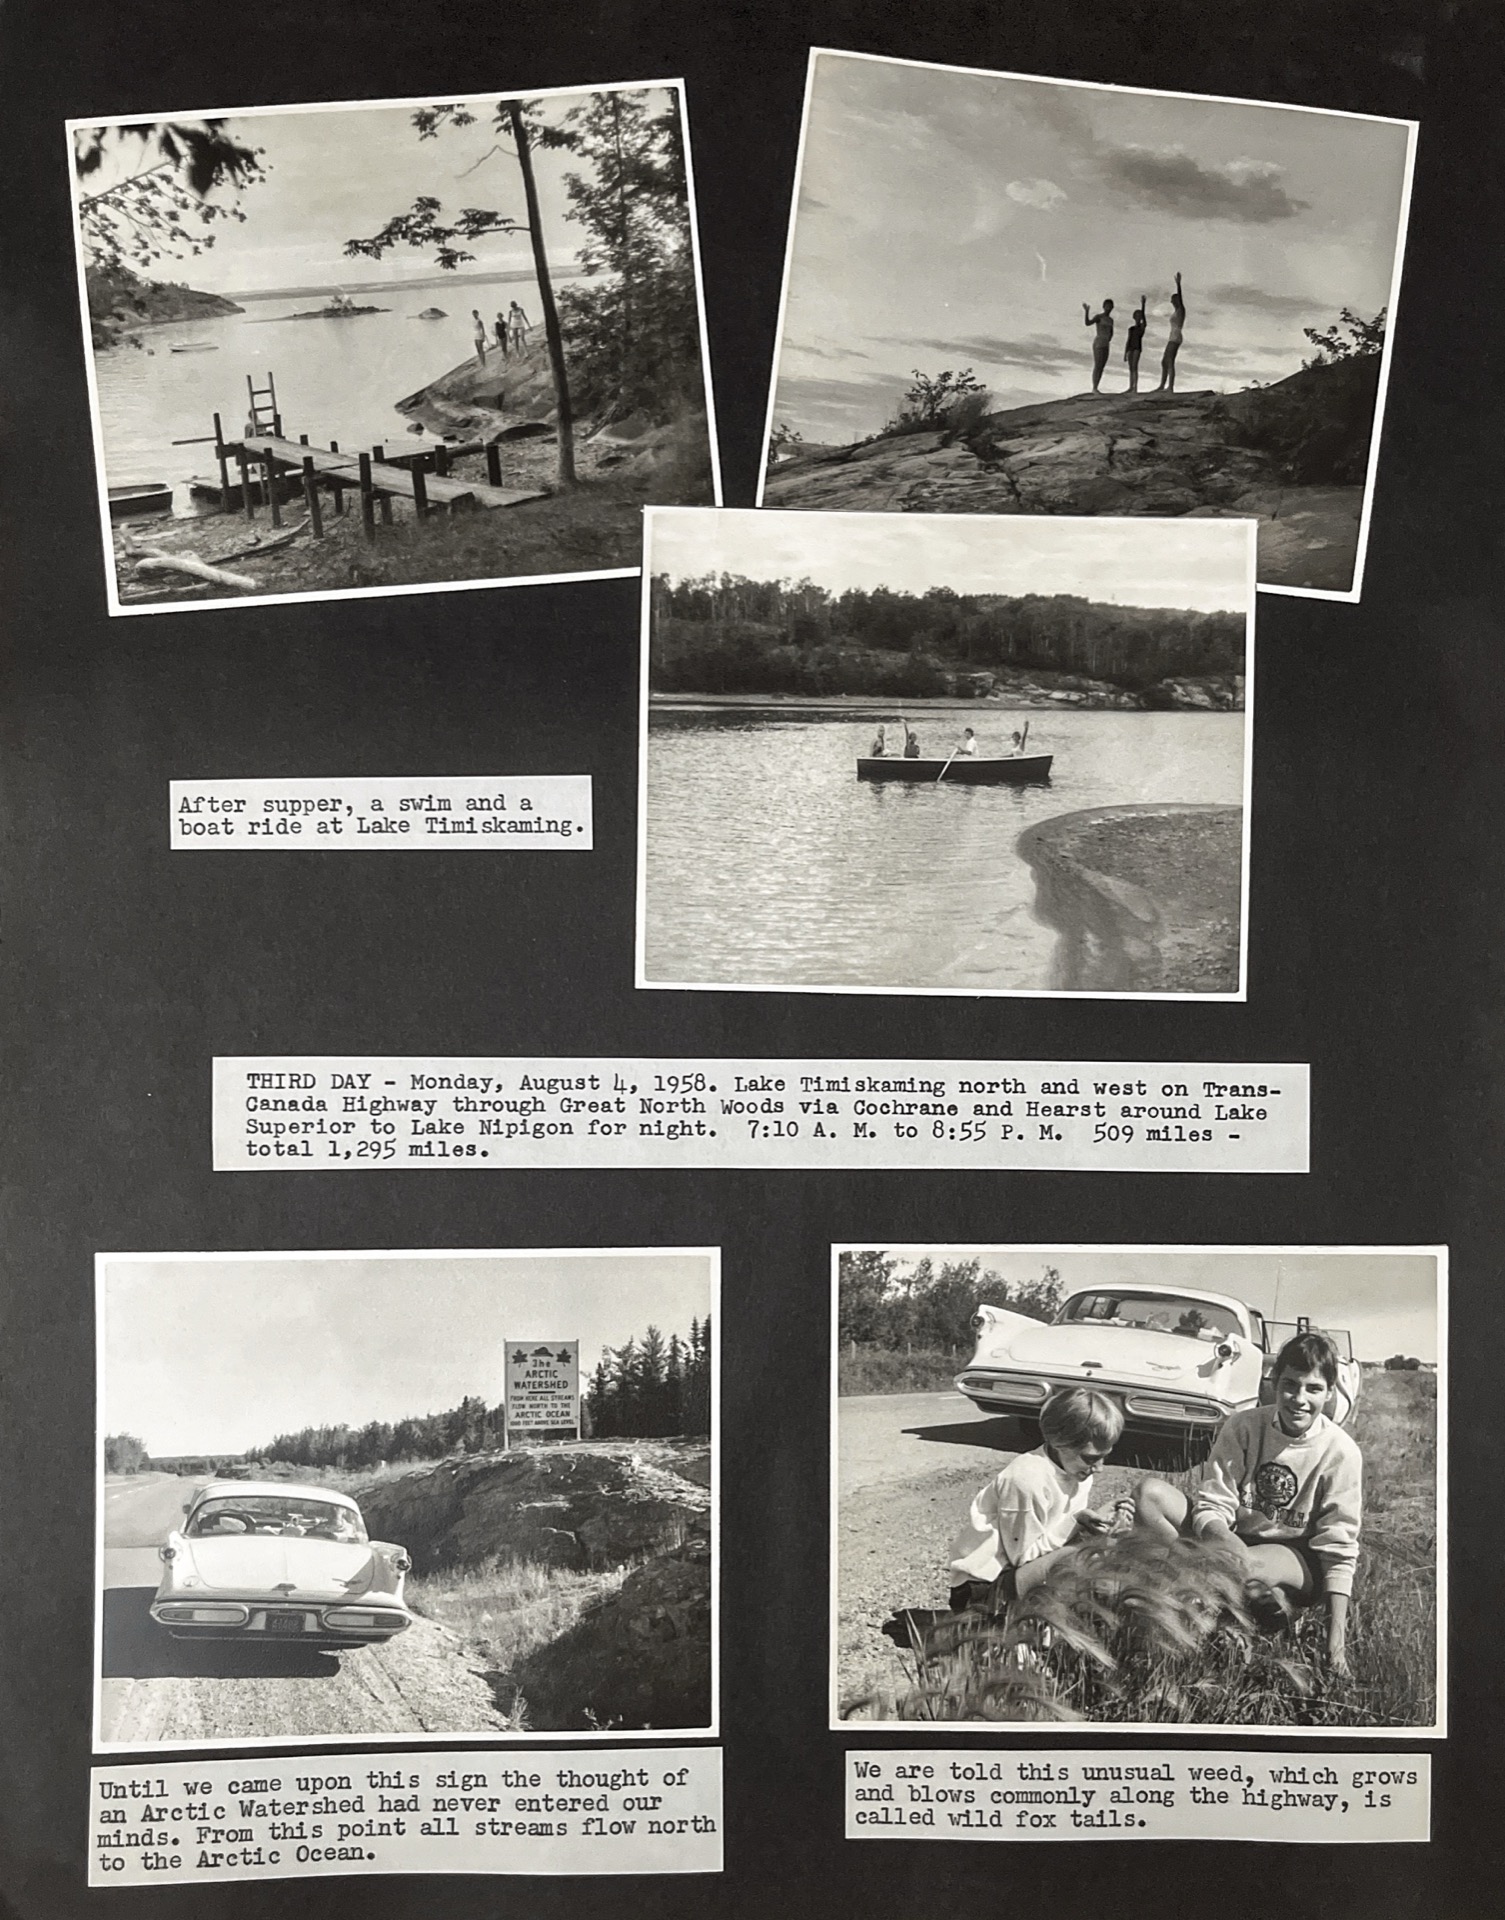 After supper, a swim and a
boat ride at Lake Timiskaming.
THIRD DAY - Monday, August 4, 1958. Lake Timiskaming north and west on Trans-
Canada Highway through Great North Woods via Cochrane and Hearst around Lake
Superior to Lake Nipigon for night. 7:10 A. M. to 8:55 P. M. 509 miles -
total 1,295 miles.
The
ARCTIC
WATERSHED
FROM HERE ALL STREAMS
FLOW NORTH TO THE
ARCTIC OCEAN
FEET ABOVE SEA LEVEL
Until we came upon this sign the thought of
an Arctic Watershed had never entered our
minds. From this point all streams flow north
to the Arctic Ocean.
We are told this unusual weed, which grows
and blows commonly along the highway, is
called wild fox tails.